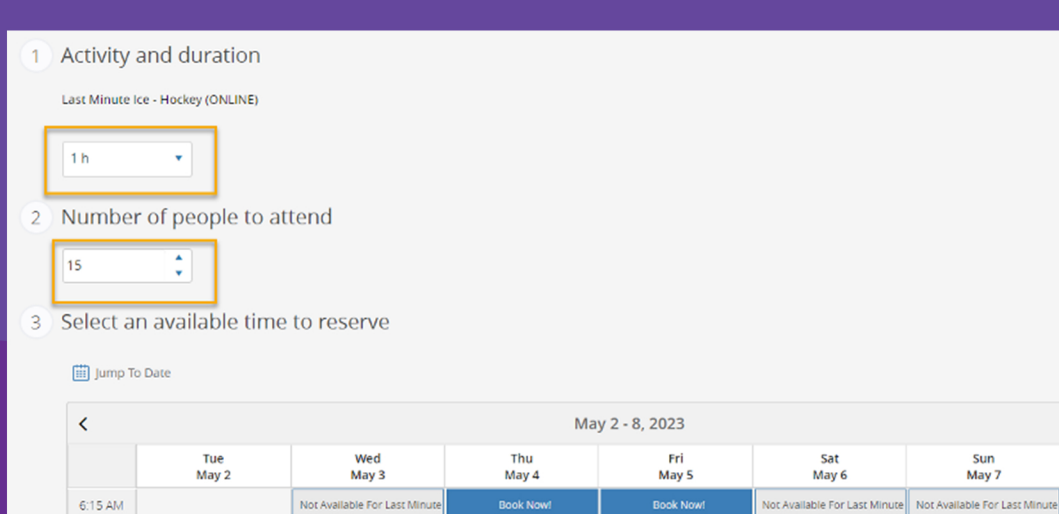 1 Activity and duration
Last Minute Ice - Hockey (ONLINE)
1 h
2 Number of people to attend
15
3 Select an available time to reserve
Jump To Date
May 2 - 8, 2023
Tue Wed Thu Fri Sat Sun
May 2 May 3 May 4 May 5 May 6 May 7
6:15 AM Not Available For Last Minute Book Now! Book Now! Not Available For Last Minute Not Available For Last Minute